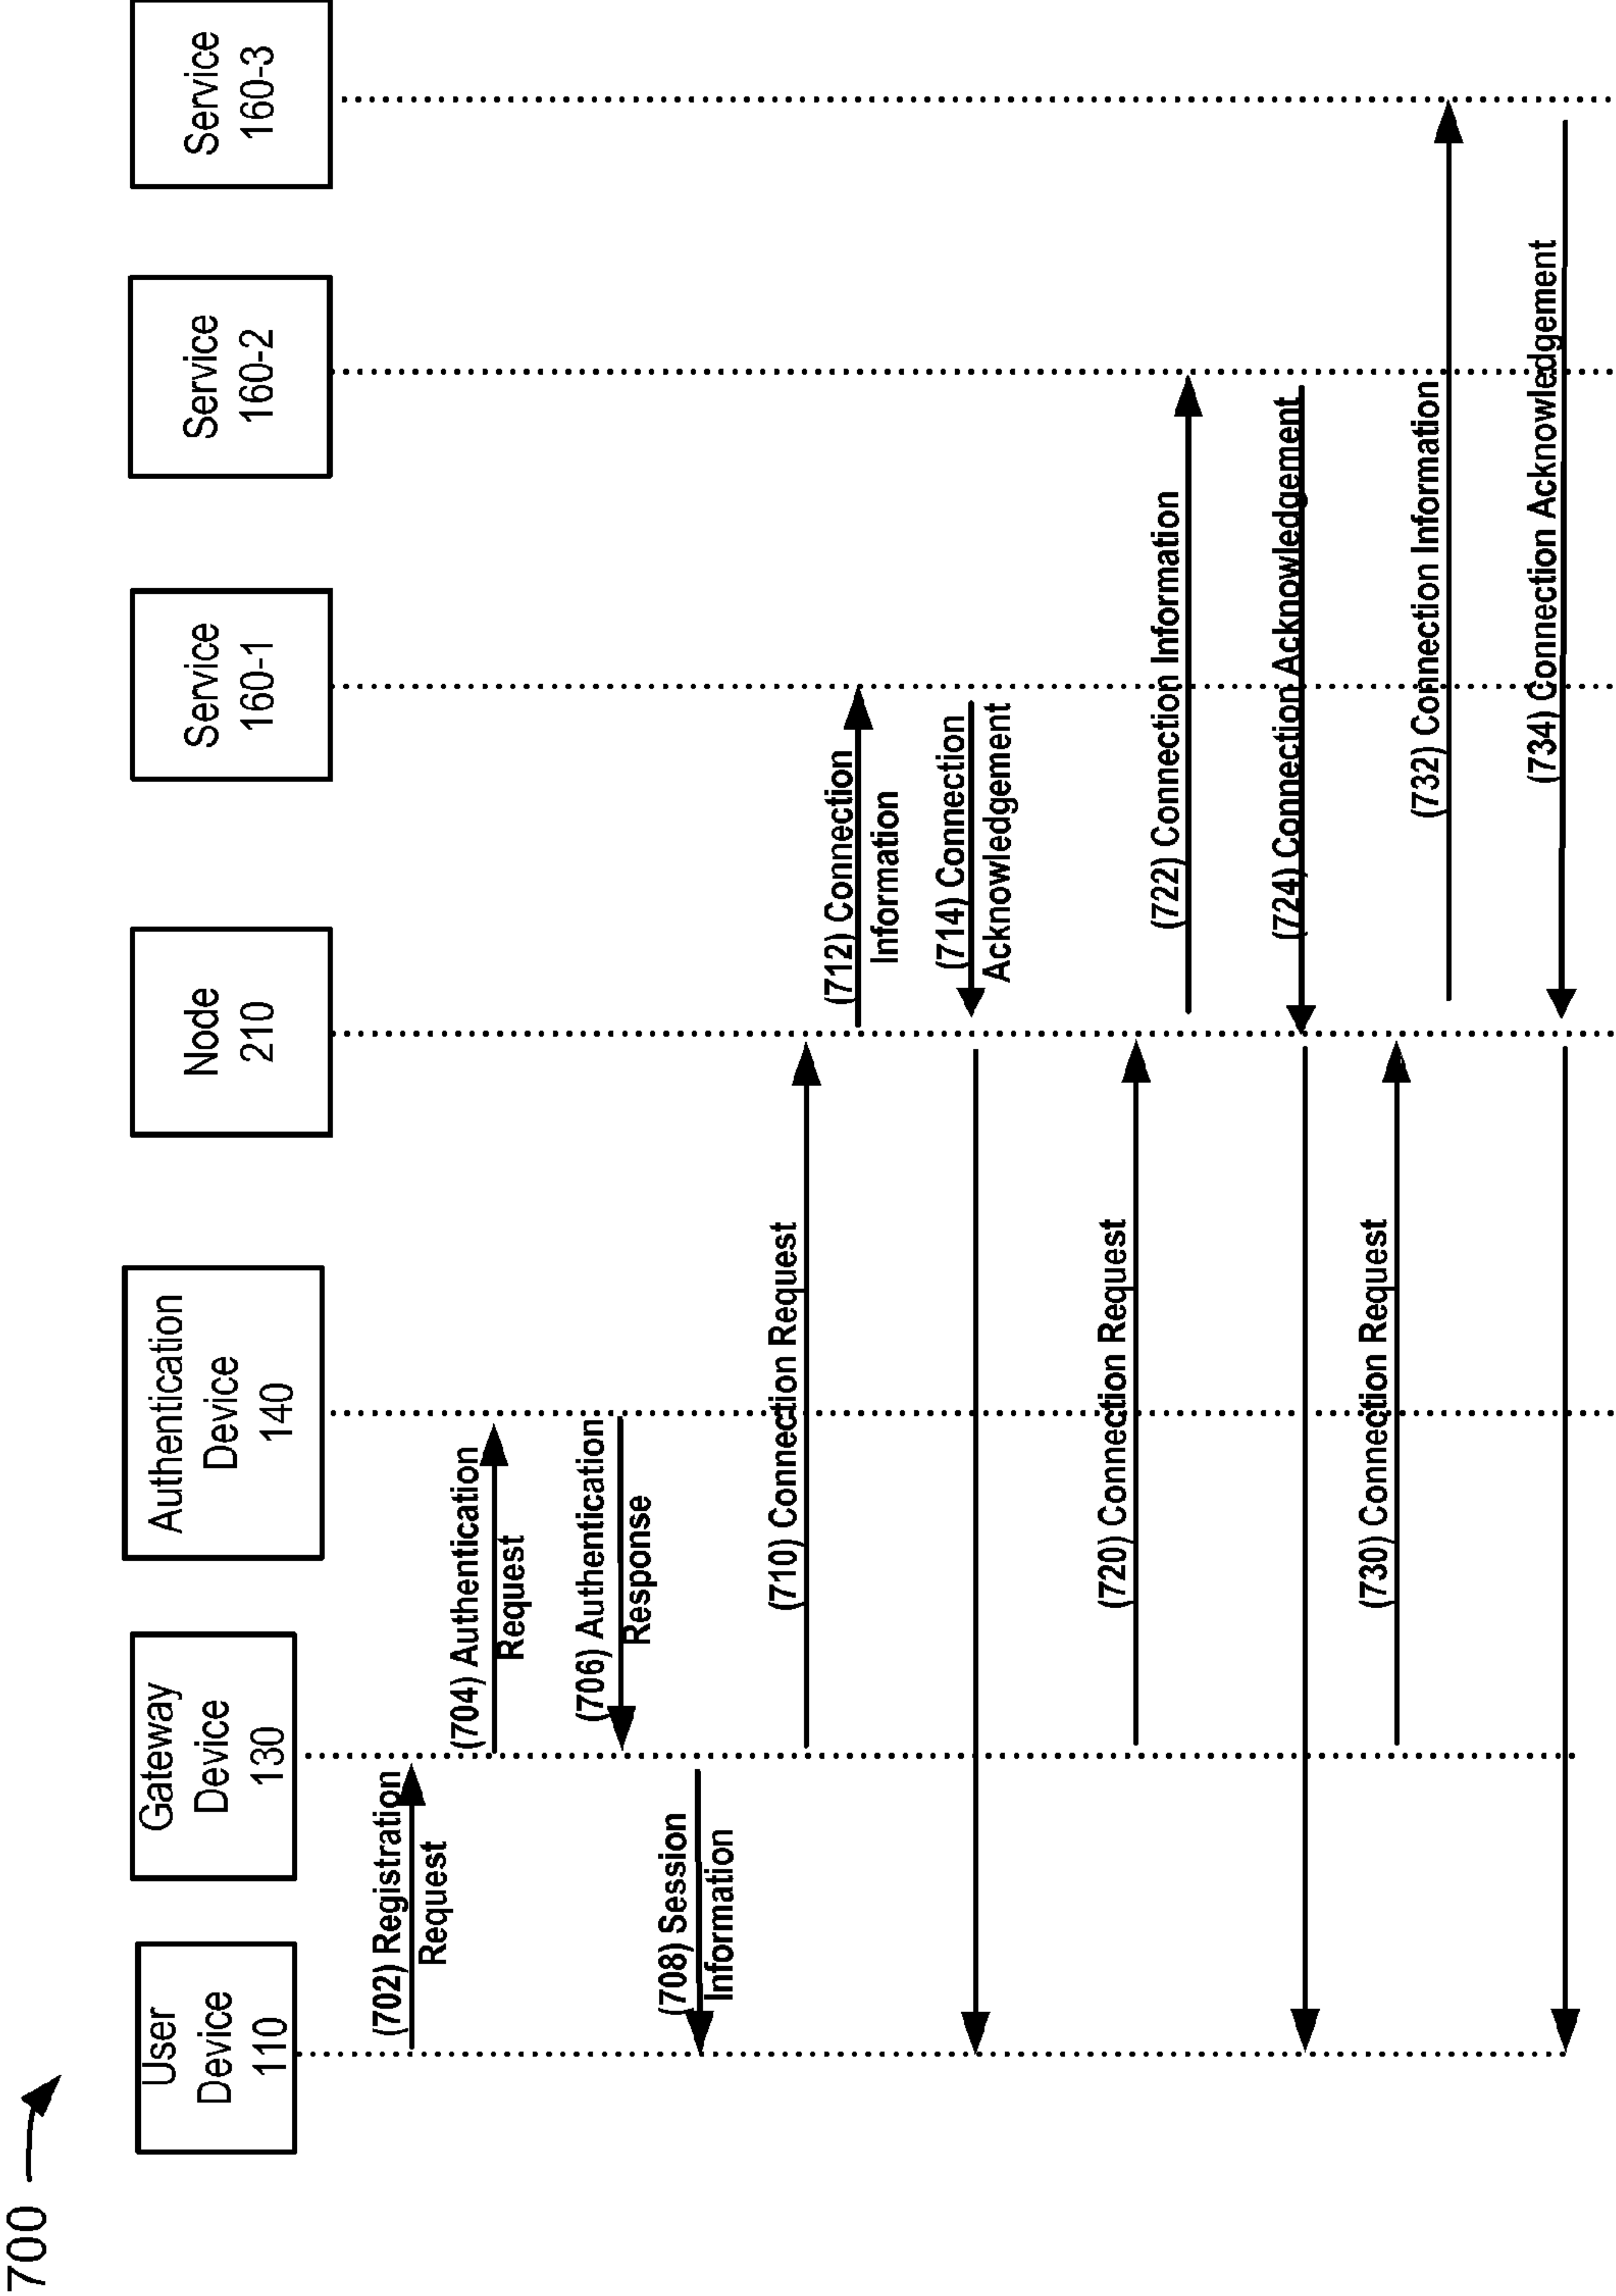 700
User
Device
110
Gateway
Device
130
Authentication
Device
140
Node
210
Service
160-1
Service
160-2
Service
160-3
(702) Registration
Request
(704) Authentication
Request
(706) Authentication
Response
(708) Session
Information
(710) Connection Request
(712) Connection
Information
(714) Connection
Acknowledgement
(720) Connection Request
(722) Connection Information
(724) Connection Acknowledgement
(730) Connection Request
(732) Connection Information
(734) Connection Acknowledgement